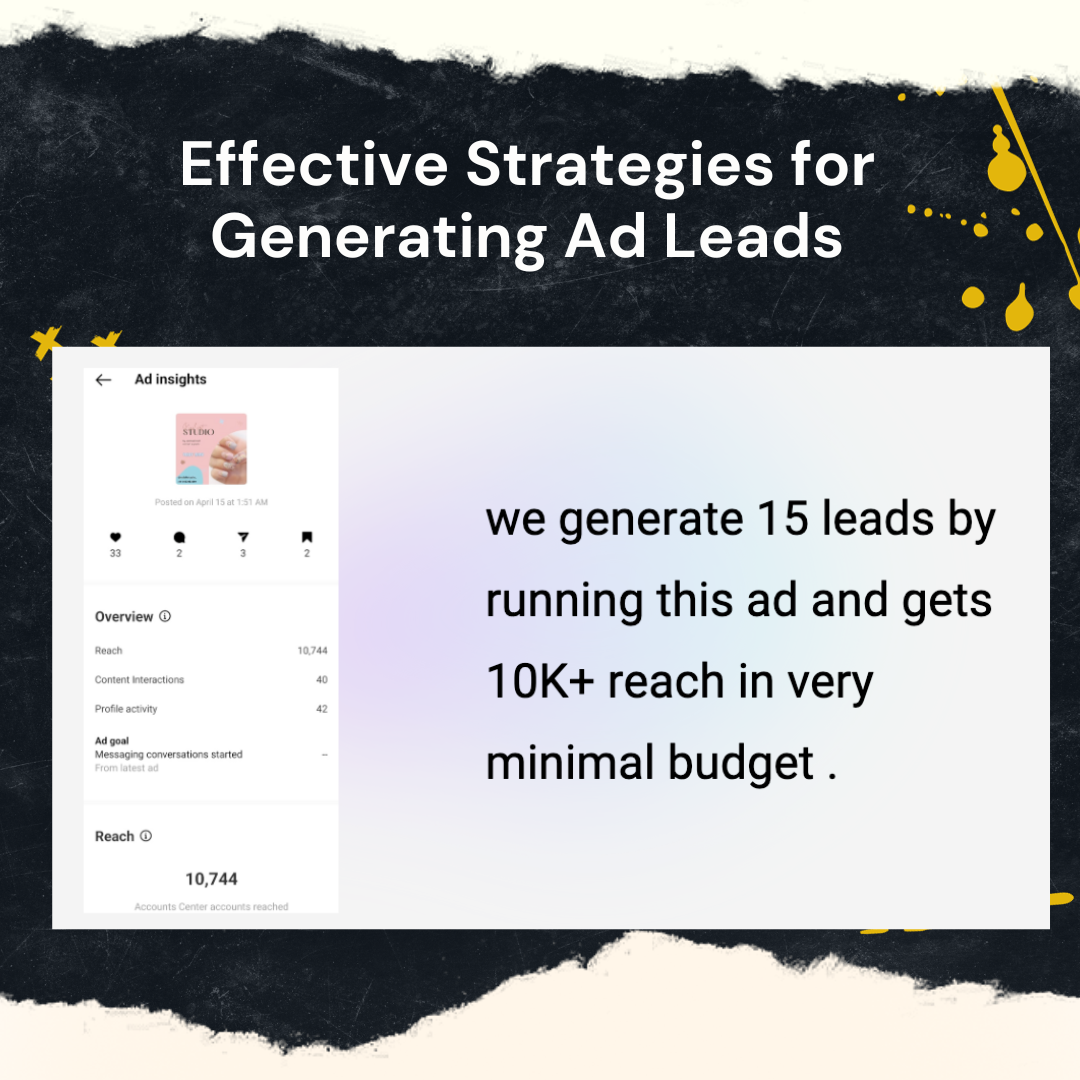 Effective Strategies for
Generating Ad Leads
Ad insights
STUDIO
Posted on April 15 at 1:51 AM
33 2 3 2
Overview
Reach 10,744
Content Interactions 40
Profile activity 42
Ad goal
Messaging conversations started --
From latest ad
Reach
10,744
Accounts Center accounts reached
we generate 15 leads by
running this ad and gets
10K+ reach in very
minimal budget .